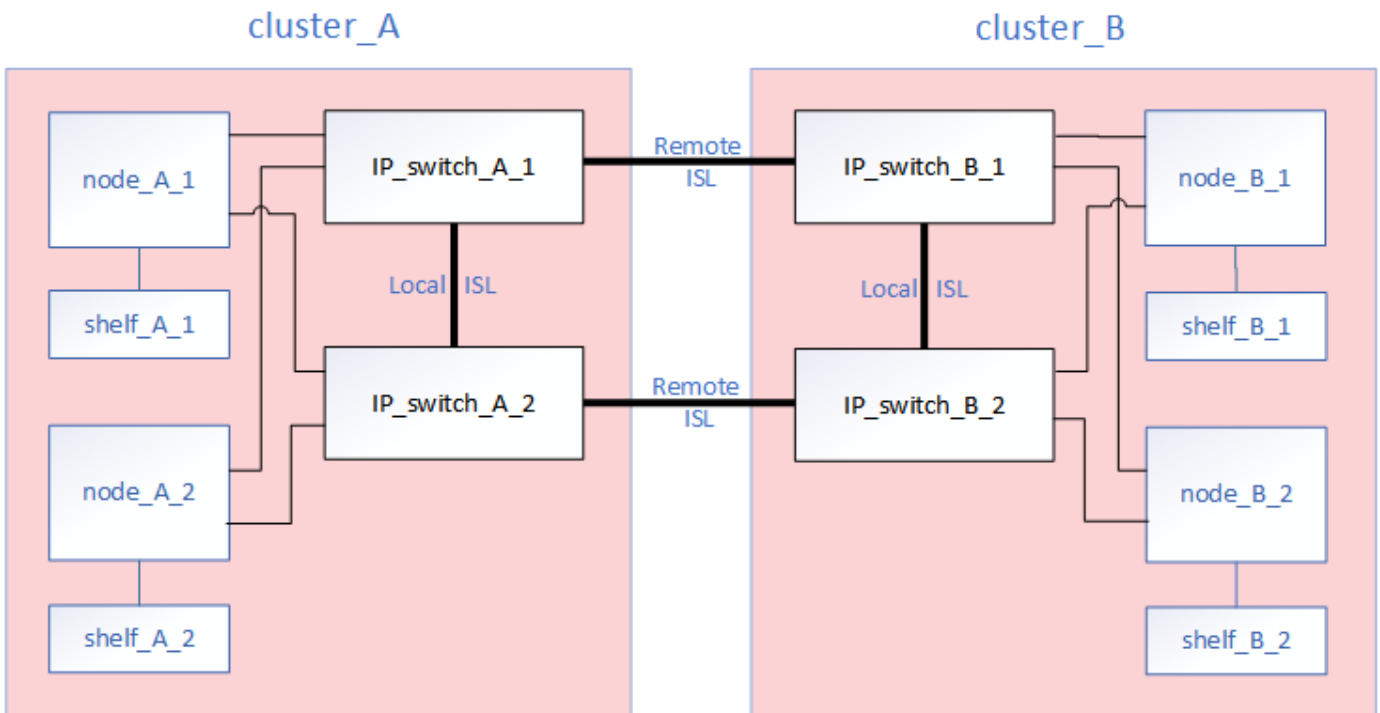 cluster_A
cluster_B
node_A_1
IP_switch_A_1
Remote
ISL
IP_switch_B_1
node_B_1
Local ISL
Local ISL
shelf_A_1
shelf_B_1
IP_switch_A_2
Remote
ISL
IP_switch_B_2
node_A_2
node_B_2
shelf_A_2
shelf_B_2